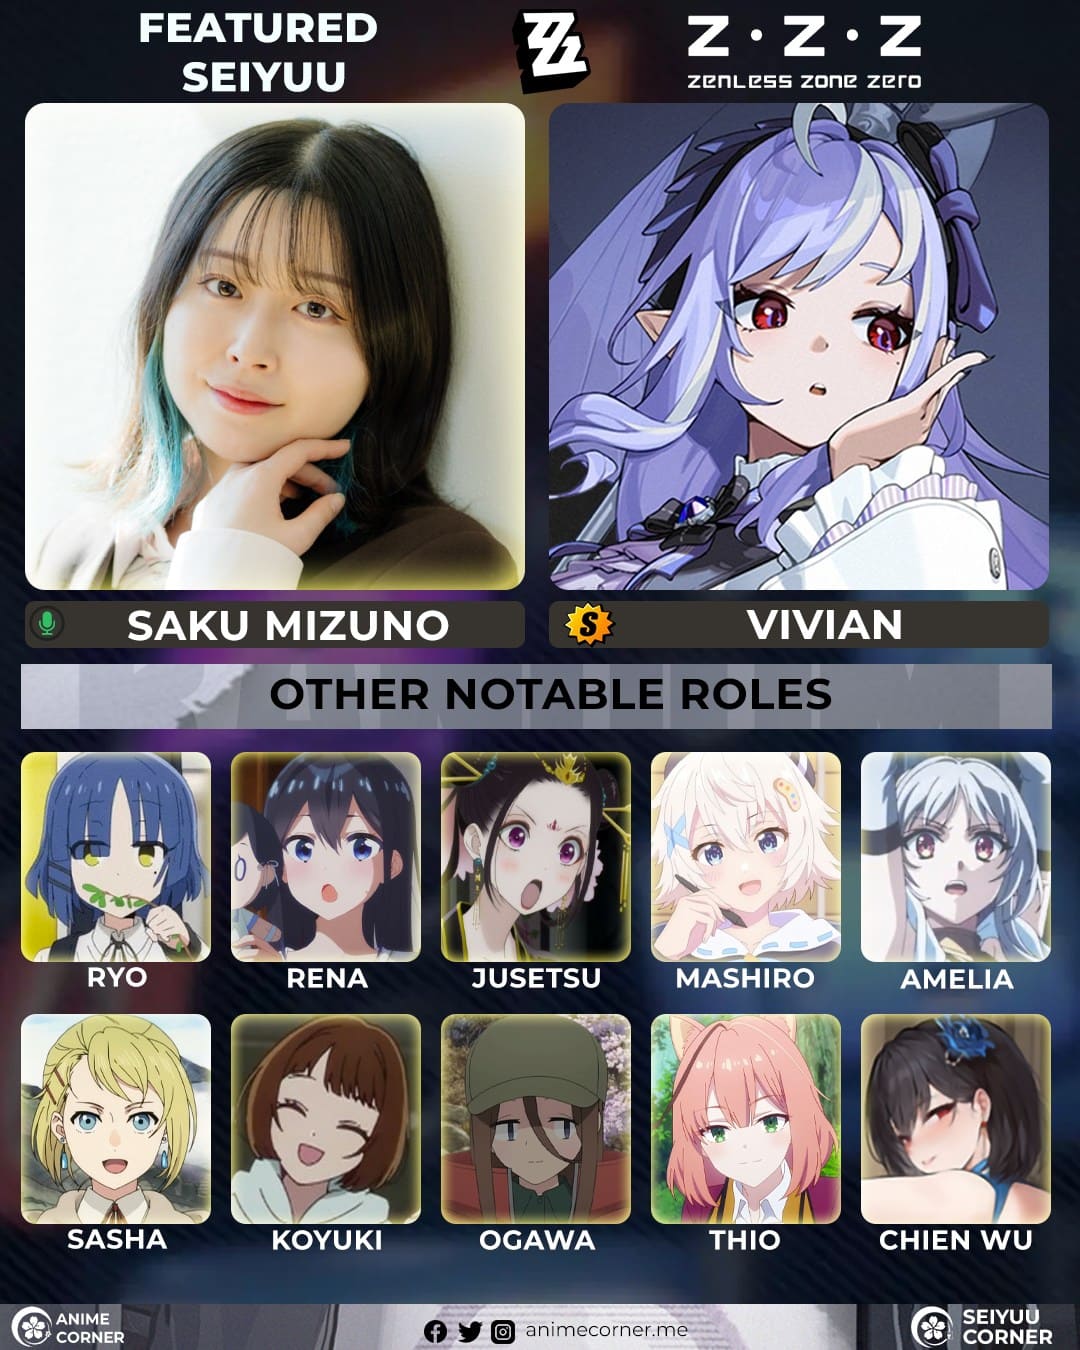 FEATURED
SEIYUU
Z·Z·Z
ZENLESS ZONE ZERO
SAKU MIZUNO
S
VIVIAN
OTHER NOTABLE ROLES
RYO
RENA
JUSETSU
MASHIRO
AMELIA
SASHA
KOYUKI
OGAWA
THIO
CHIEN WU
ANIME
CORNER
animecorner.me
SEIYUU
CORNER